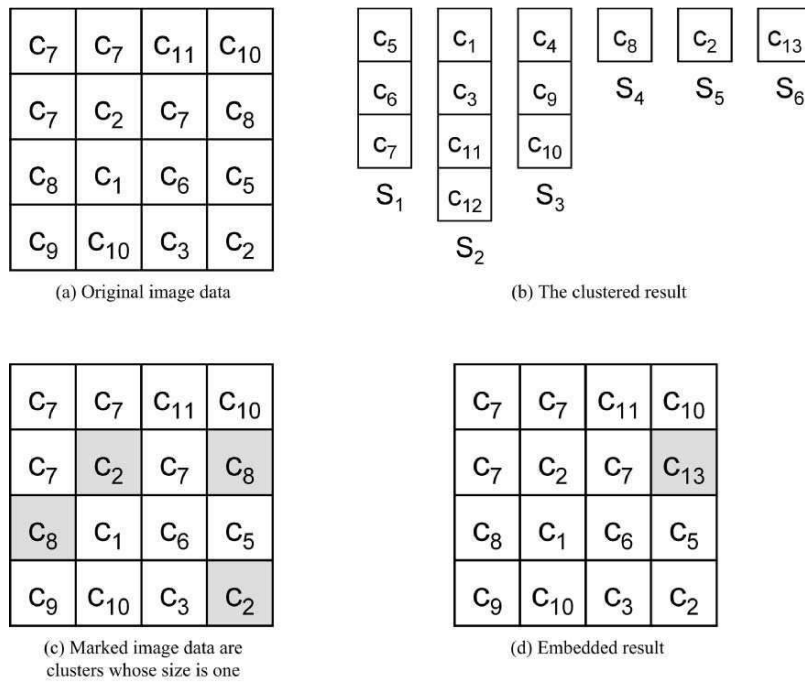 C7 C7 C11 C10
C7 C2 C7 C8
C8 C1 C6 C5
C9 C10 C3 C2
(a) Original image data
C5 C1 C4 C8 C2 C13
C6 C3 C9 S4 S5 S6
C7 C11 C10
S1 C12 S3
S2
(b) The clustered result
C7 C7 C11 C10
C7 C2 C7 C8
C8 C1 C6 C5
C9 C10 C3 C2
(c) Marked image data are
clusters whose size is one
C7 C7 C11 C10
C7 C2 C7 C13
C8 C1 C6 C5
C9 C10 C3 C2
(d) Embedded result